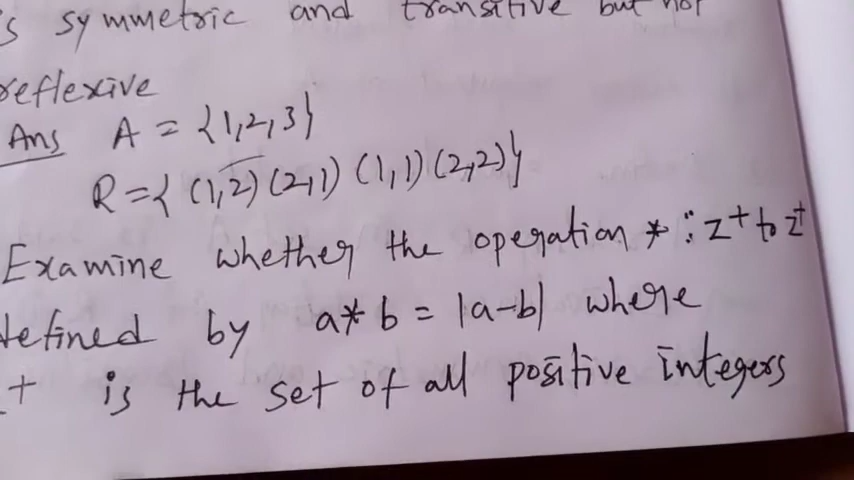 is symmetric and transitive but not
reflexive
Ans A = {1,2,3}
R = { (1,2) (2,1) (1,1) (2,2)}
Examine whether the operation * : z+ to z+
defined by a * b = |a-b| where
+ is the set of all positive integers